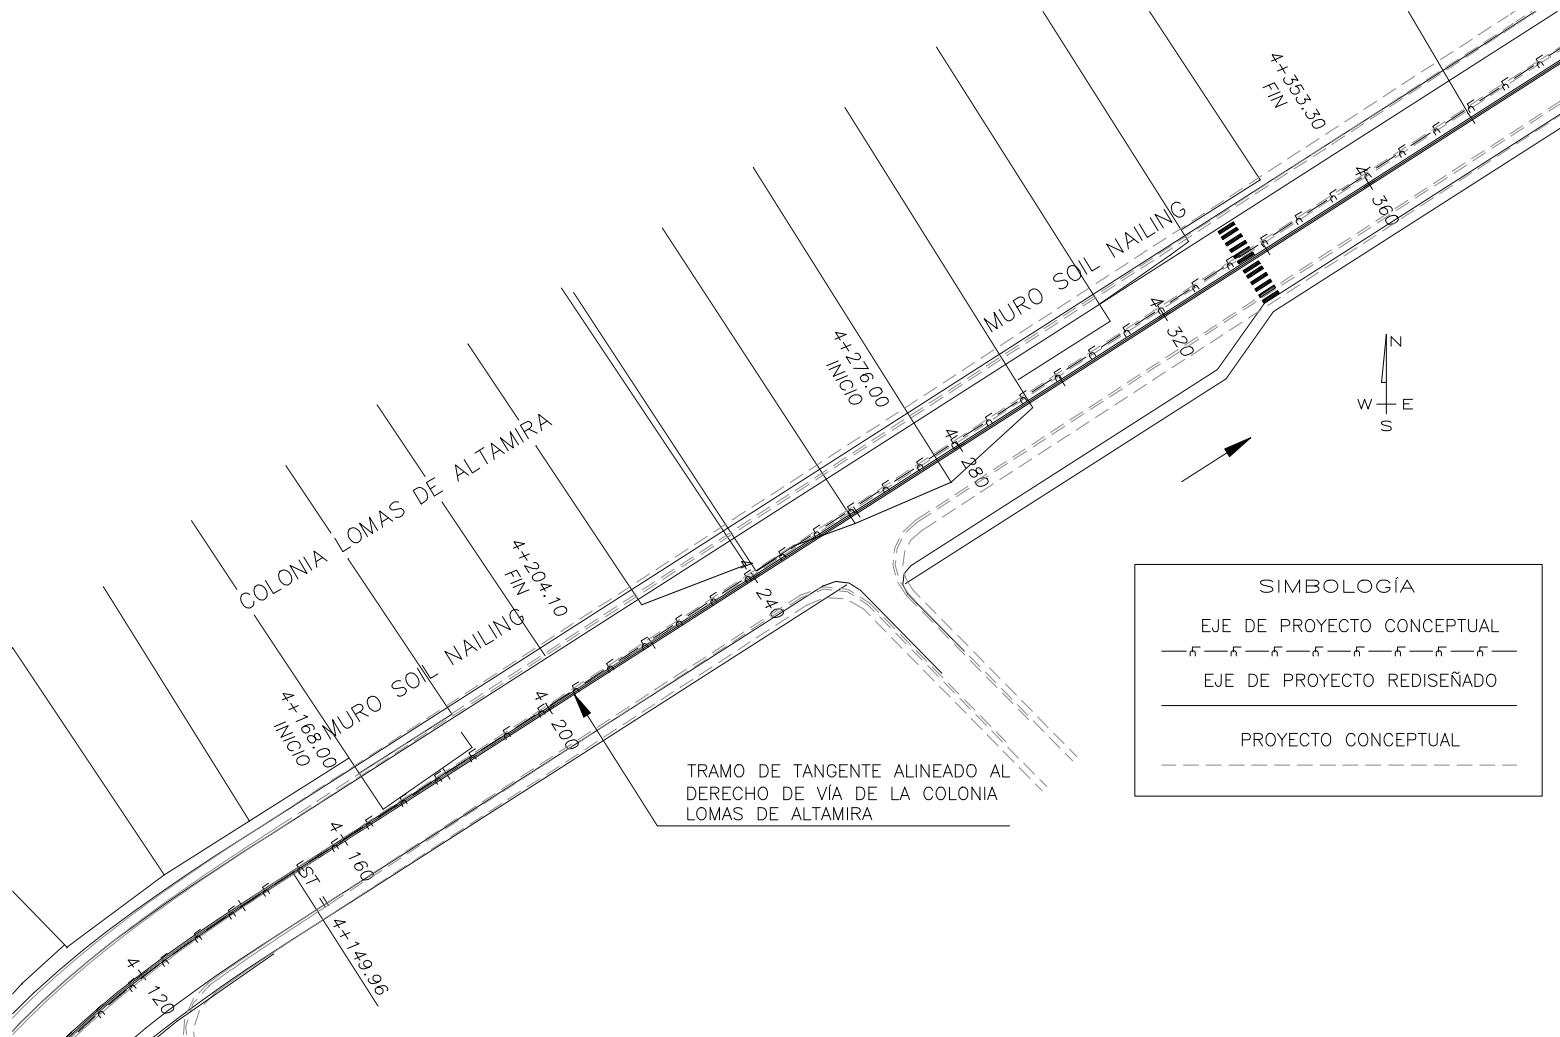 4+353.30
FIN
MURO SOIL NAILING
4
360
4
320
4+276.00
INICIO
N
W E
S
COLONIA LOMAS DE ALTAMIRA
4
280
4+204.10
FIN
4
240
MURO SOIL NAILING
4+168.00
INICIO
4
200
TRAMO DE TANGENTE ALINEADO AL
DERECHO DE VÍA DE LA COLONIA
LOMAS DE ALTAMIRA
4
160
ST = 4+149.96
4
120
SIMBOLOGÍA
EJE DE PROYECTO CONCEPTUAL
EJE DE PROYECTO REDISEÑADO
PROYECTO CONCEPTUAL